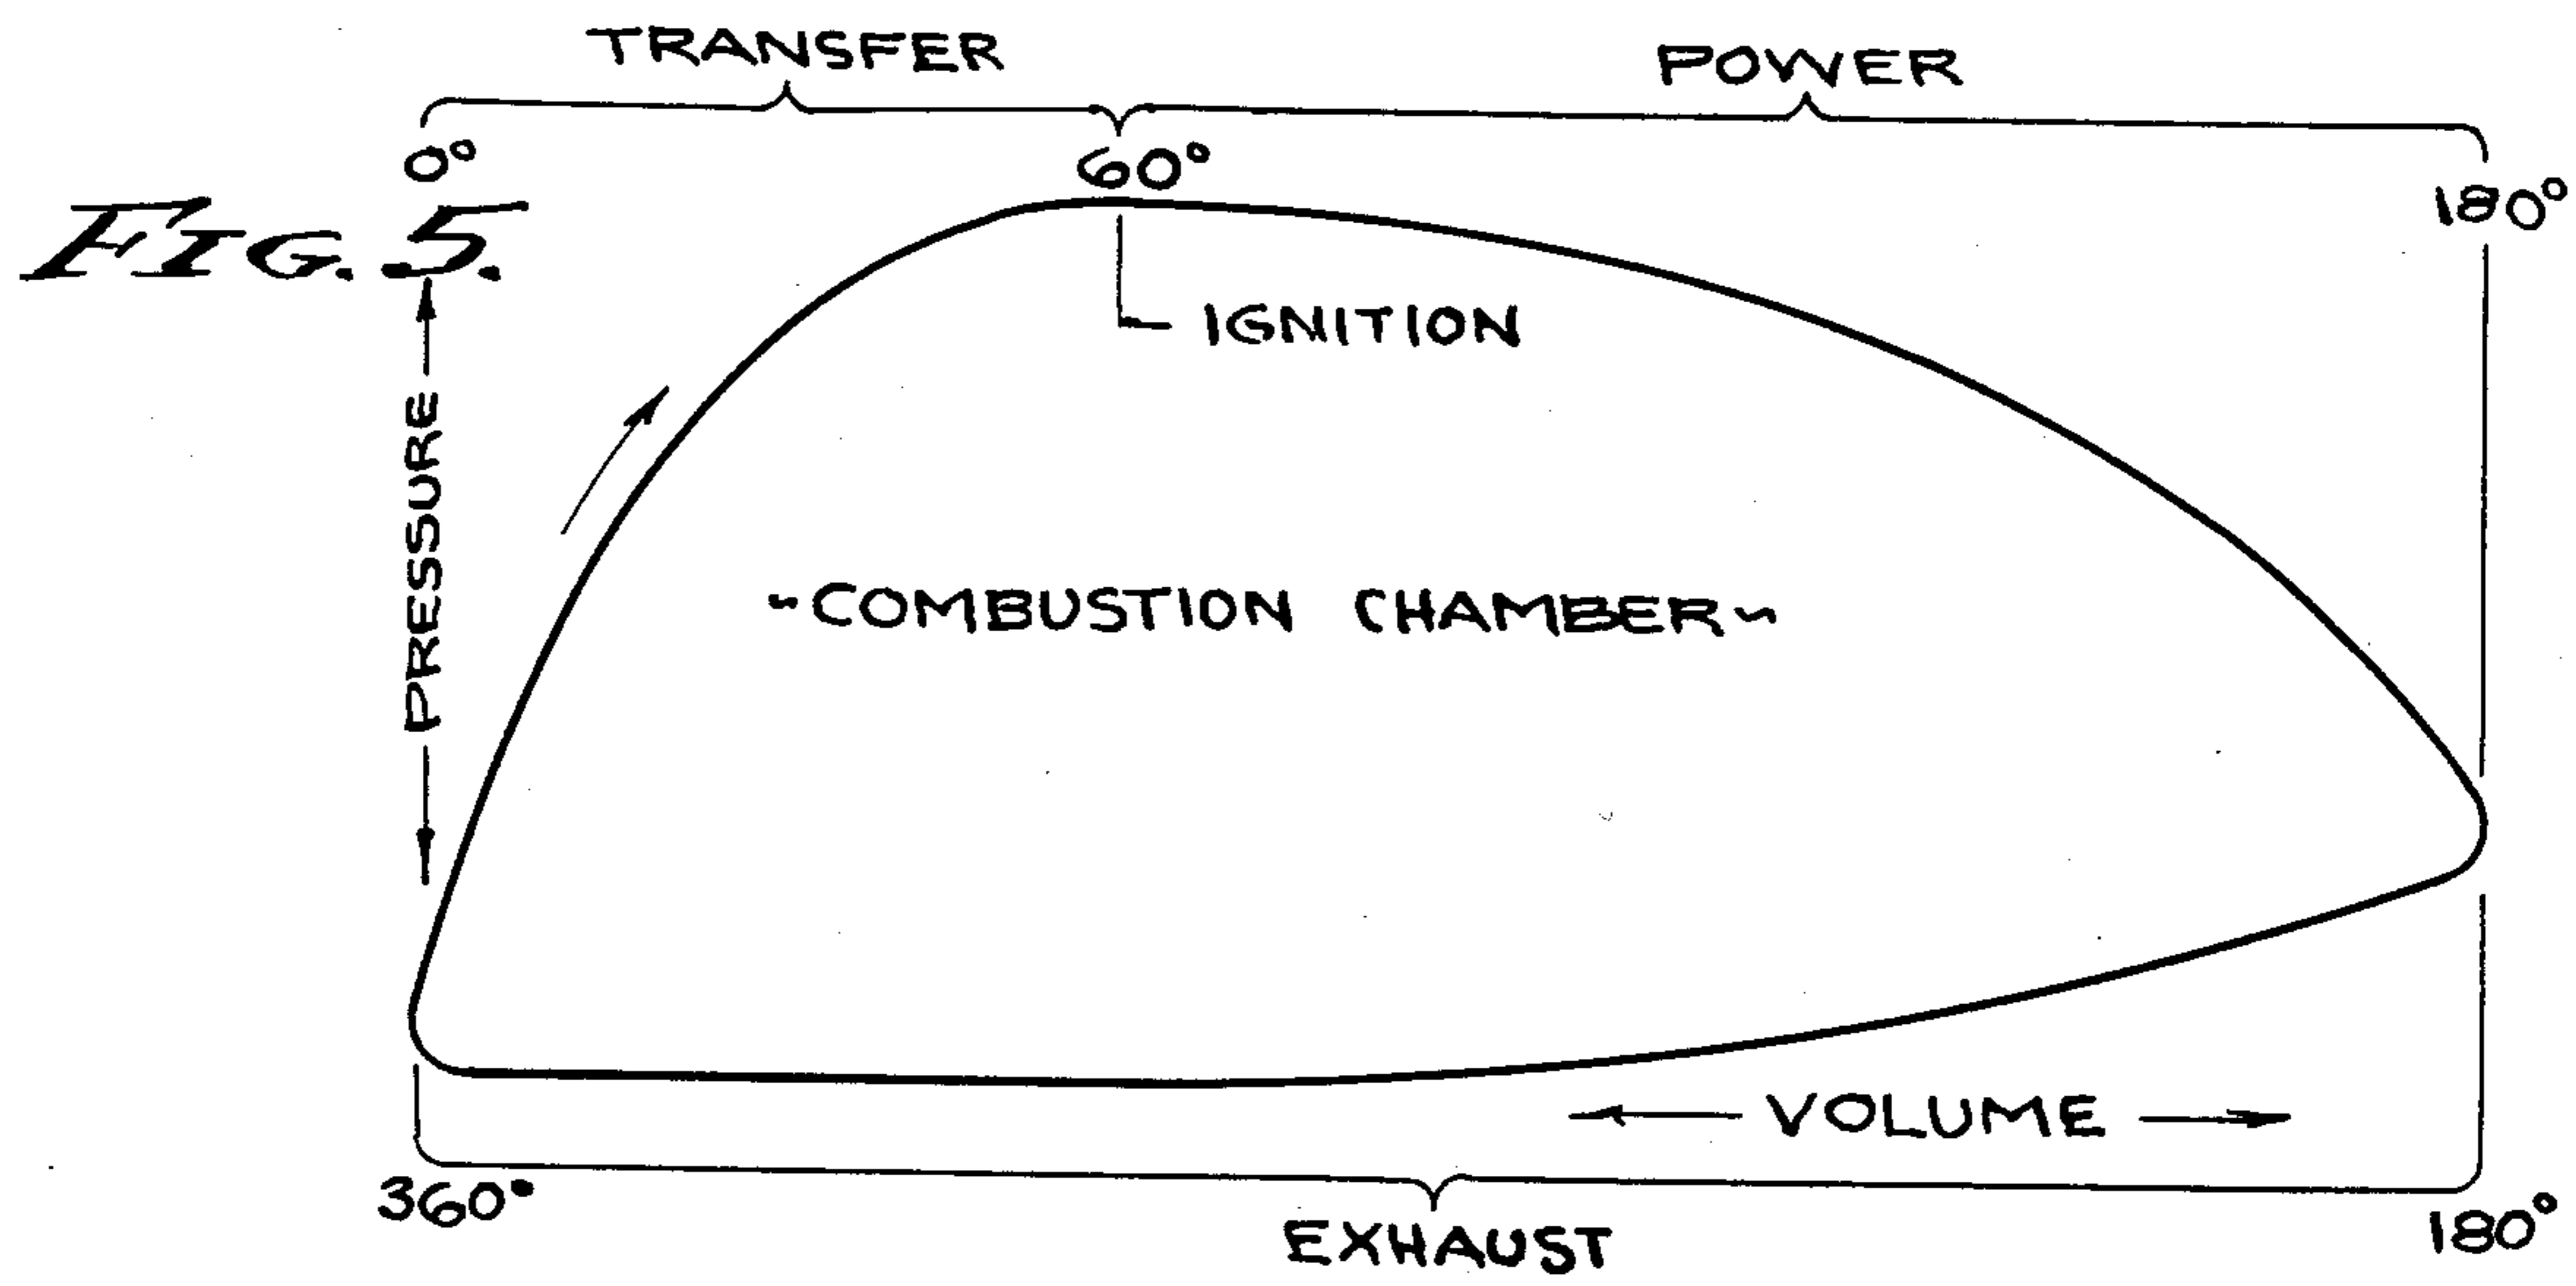 TRANSFER
POWER
0°
60°
180°
FIG. 5.
IGNITION
PRESSURE
~COMBUSTION CHAMBER~
VOLUME
360°
180°
EXHAUST